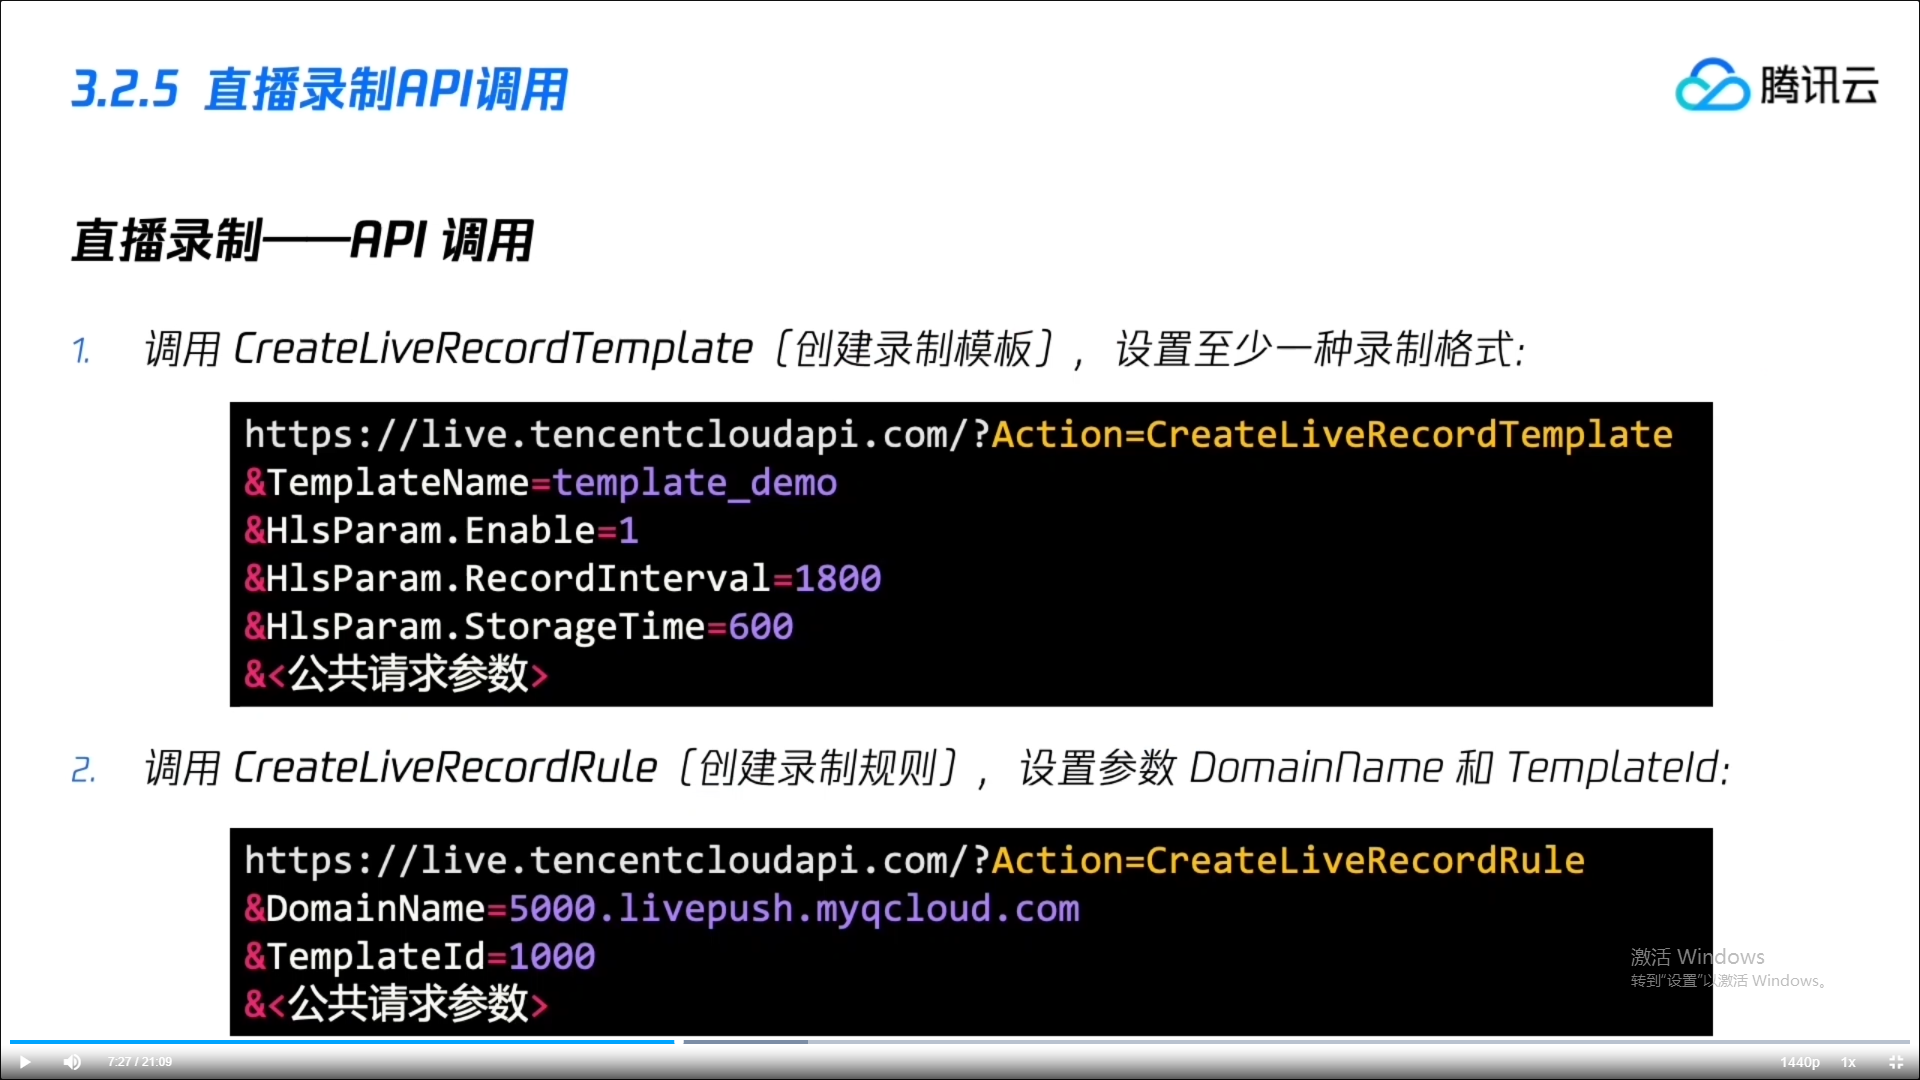 3.2.5 直播录制API调用
腾讯云
直播录制——API 调用
1. 调用 CreateLiveRecordTemplate（创建录制模板），设置至少一种录制格式:
https://live.tencentcloudapi.com/?Action=CreateLiveRecordTemplate
&TemplateName=template_demo
&HlsParam.Enable=1
&HlsParam.RecordInterval=1800
&HlsParam.StorageTime=600
&<公共请求参数>
2. 调用 CreateLiveRecordRule（创建录制规则），设置参数 DomainName 和 TemplateId:
https://live.tencentcloudapi.com/?Action=CreateLiveRecordRule
&DomainName=5000.livepush.myqcloud.com
&TemplateId=1000
&<公共请求参数>
激活 Windows
转到"设置"以激活 Windows。
7:27 / 21:09
1440p 1x